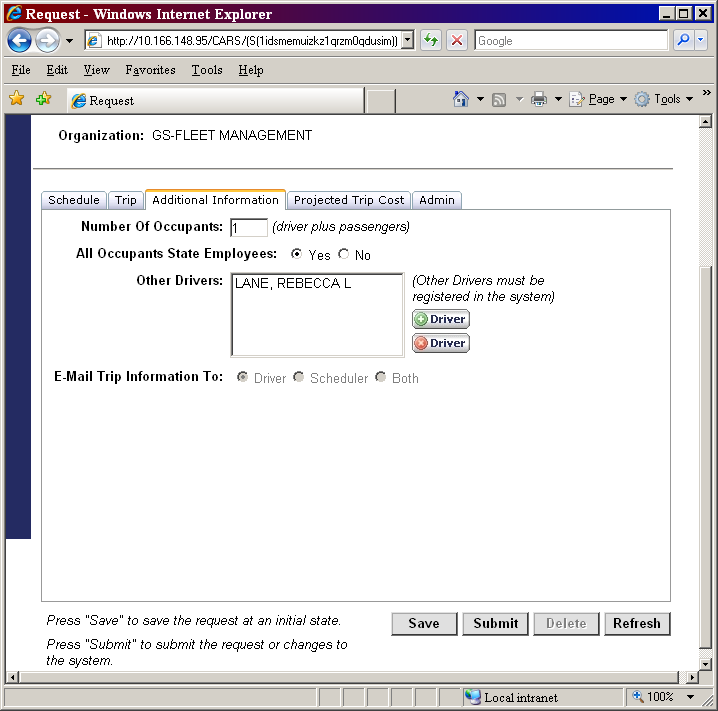 Request - Windows Internet Explorer
http://10.166.148.95/CARS/(S(1idsmemuizkz1qrzm0qdusim))
Google
File Edit View Favorites Tools Help
Request
Page Tools »
Organization: GS-FLEET MANAGEMENT
Schedule Trip Additional Information Projected Trip Cost Admin
Number Of Occupants: 1 (driver plus passengers)
All Occupants State Employees: Yes No
Other Drivers: LANE, REBECCA L (Other Drivers must be
registered in the system)
Driver
Driver
E-Mail Trip Information To: Driver Scheduler Both
Press "Save" to save the request at an initial state.
Save Submit Delete Refresh
Press "Submit" to submit the request or changes to
the system.
Local intranet 100%